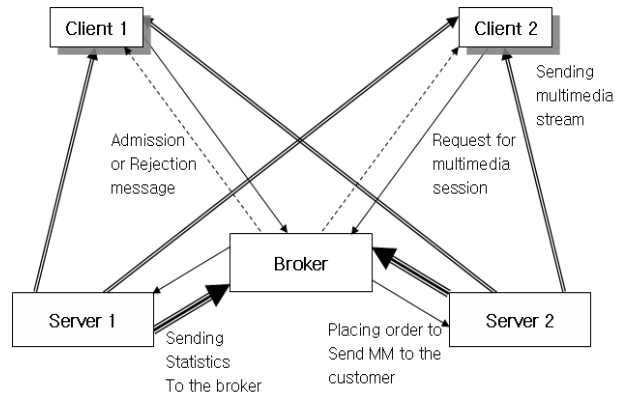 Client 1
Client 2
Sending
multimedia
stream
Admission
or Rejection
message
Request for
multimedia
session
Broker
Server 1
Server 2
Sending
Statistics
To the broker
Placing order to
Send MM to the
customer